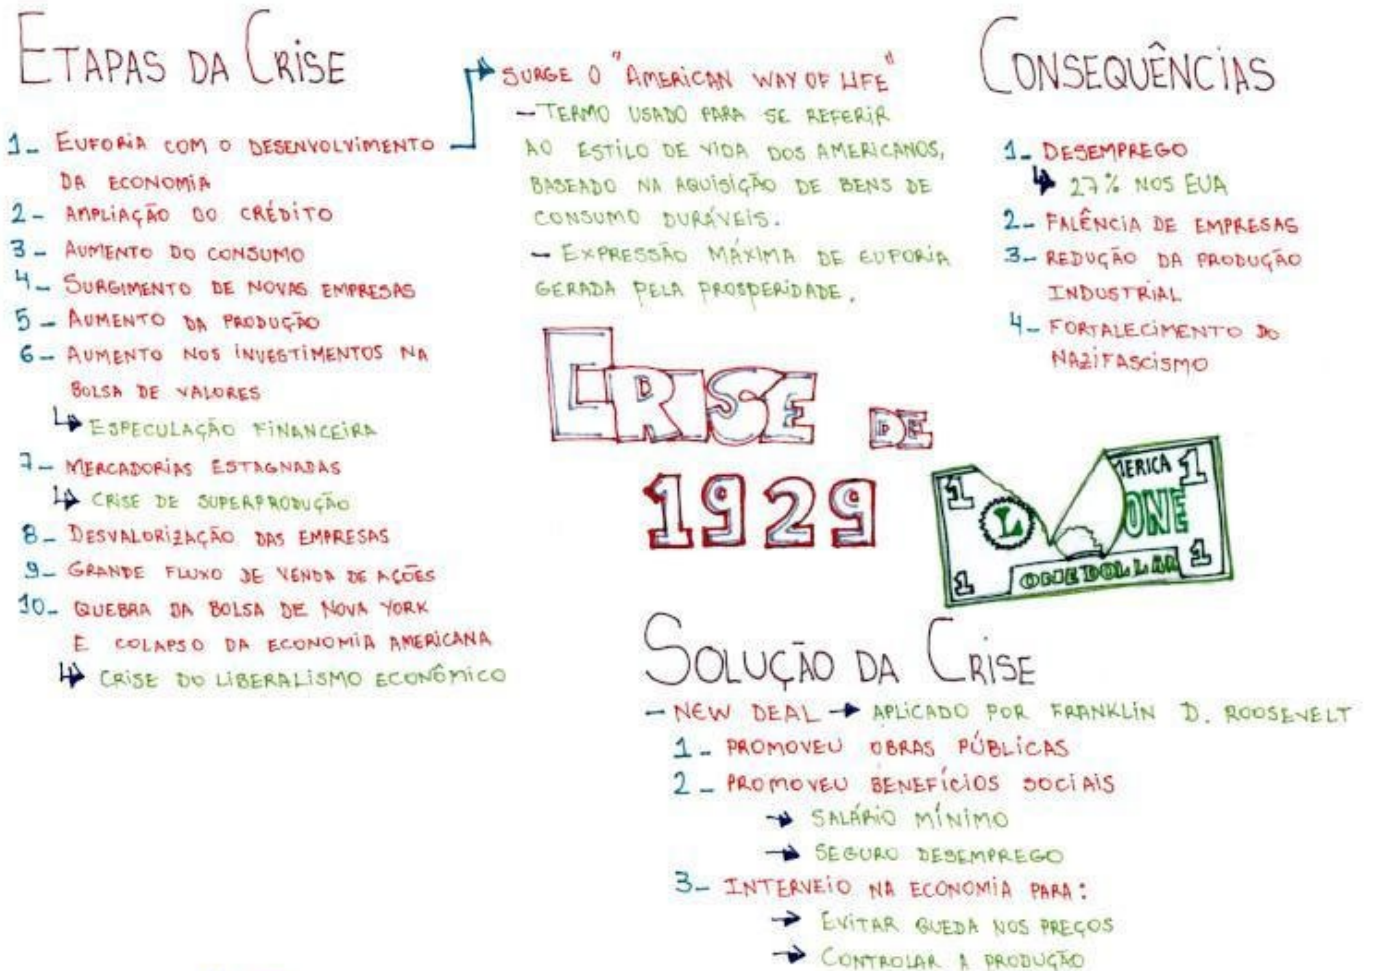 ETAPAS DA CRISE
1- EUFORIA COM O DESENVOLVIMENTO
DA ECONOMIA
2- AMPLIAÇÃO DO CRÉDITO
3- AUMENTO DO CONSUMO
4- SURGIMENTO DE NOVAS EMPRESAS
5- AUMENTO DA PRODUÇÃO
6- AUMENTO NOS INVESTIMENTOS NA
BOLSA DE VALORES
ESPECULAÇÃO FINANCEIRA
7- MERCADORIAS ESTAGNADAS
CRISE DE SUPERPRODUÇÃO
8- DESVALORIZAÇÃO DAS EMPRESAS
9- GRANDE FLUXO DE VENDA DE AÇÕES
10- QUEBRA DA BOLSA DE NOVA YORK
E COLAPSO DA ECONOMIA AMERICANA
CRISE DO LIBERALISMO ECONÔMICO
SURGE O "AMERICAN WAY OF LIFE"
- TERMO USADO PARA SE REFERIR
AO ESTILO DE VIDA DOS AMERICANOS,
BASEADO NA AQUISIÇÃO DE BENS DE
CONSUMO DURÁVEIS.
- EXPRESSÃO MÁXIMA DE EUFORIA
GERADA PELA PROSPERIDADE.
CRISE DE
1929
CONSEQUÊNCIAS
1- DESEMPREGO
27% NOS EUA
2- FALÊNCIA DE EMPRESAS
3- REDUÇÃO DA PRODUÇÃO
INDUSTRIAL
4- FORTALECIMENTO DO
NAZIFASCISMO
1 MERICA 1
L ONE
1 ONE DOLLAR 1
SOLUÇÃO DA CRISE
- NEW DEAL → APLICADO POR FRANKLIN D. ROOSEVELT
1- PROMOVEU OBRAS PÚBLICAS
2- PROMOVEU BENEFÍCIOS SOCIAIS
→ SALÁRIO MÍNIMO
→ SEGURO DESEMPREGO
3- INTERVEIO NA ECONOMIA PARA:
→ EVITAR QUEDA NOS PREÇOS
→ CONTROLAR A PRODUÇÃO